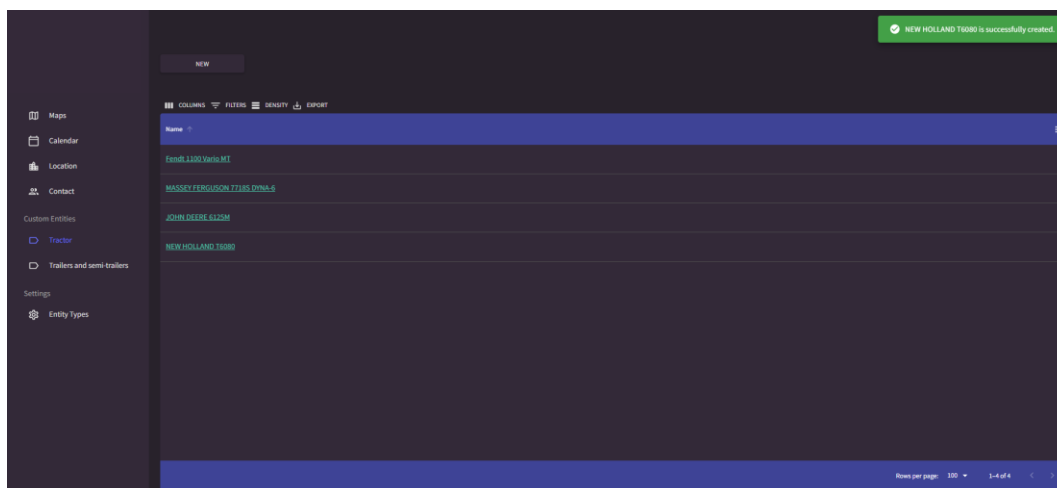 NEW HOLLAND T6080 is successfully created.
NEW
COLUMNS FILTERS DENSITY EXPORT
Maps
Calendar
Location
Contact
Custom Entities
Tractor
Trailers and semi-trailers
Settings
Entity Types
Name
Fendt 1100 Vario MT
MASSEY FERGUSON 7718S DYNA-6
JOHN DEERE 6125M
NEW HOLLAND T6080
Rows per page: 100 1–4 of 4